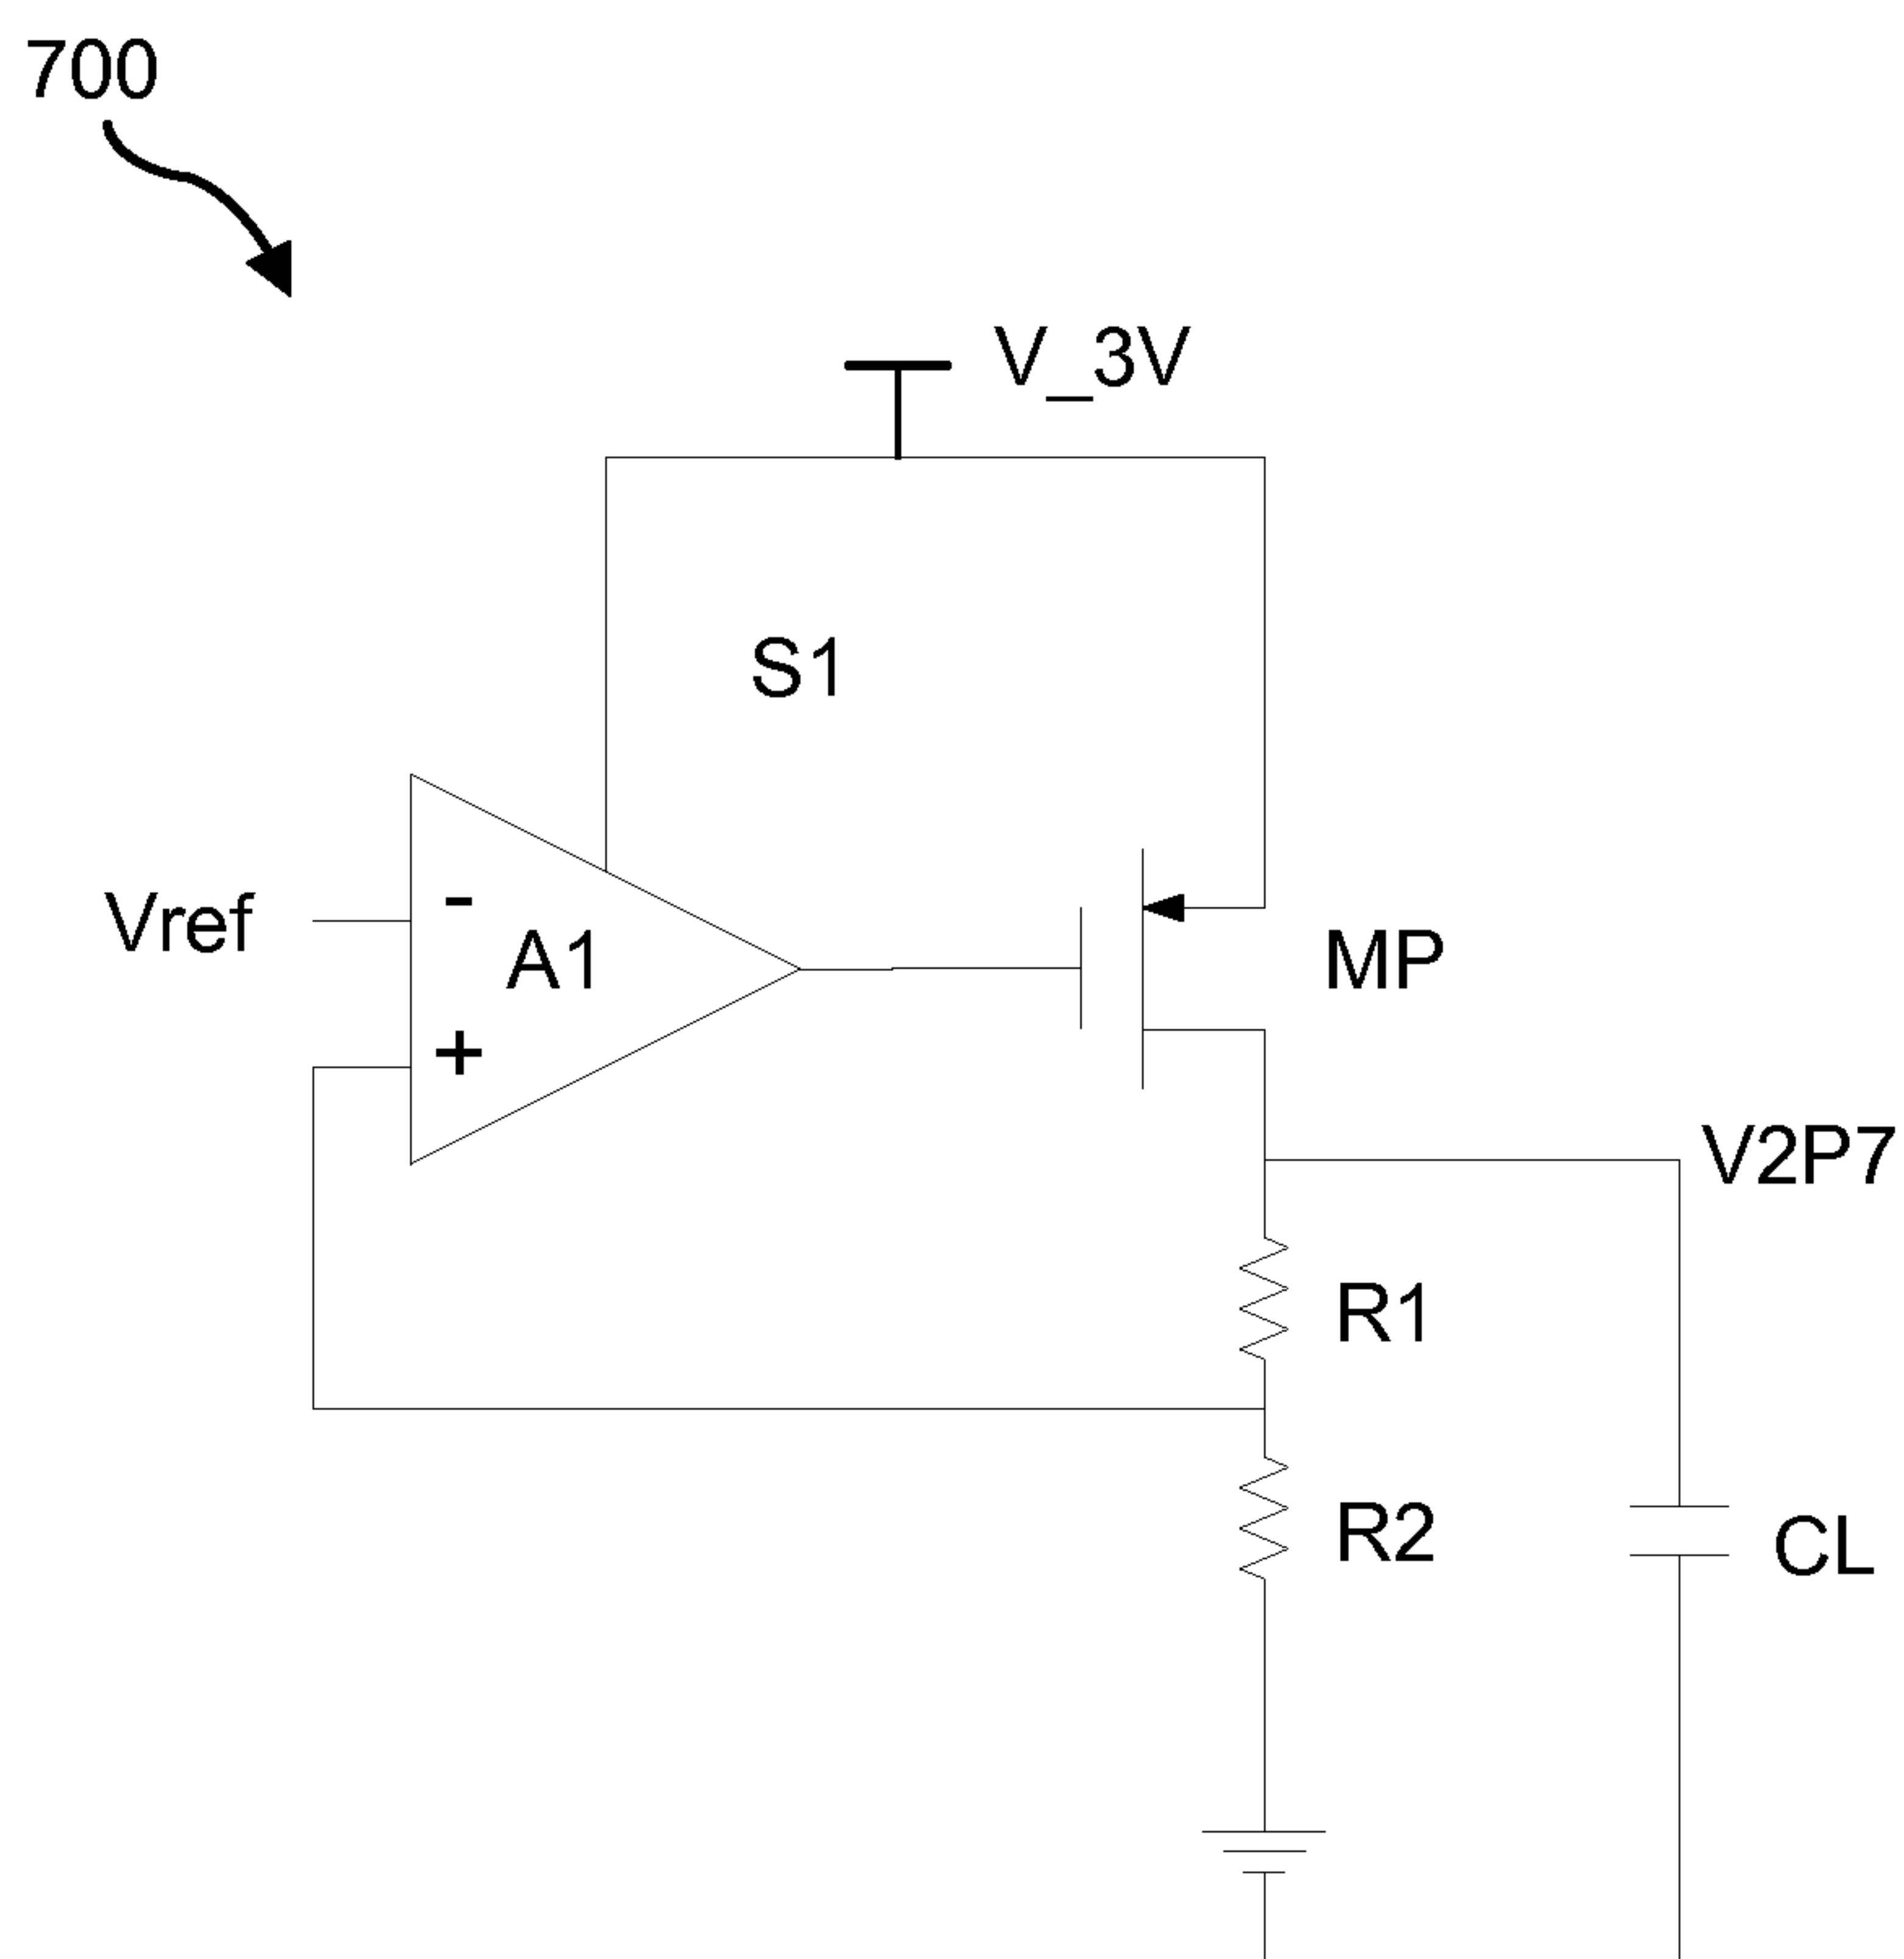 700
V_3V
S1
Vref
-
A1
+
MP
V2P7
R1
R2
CL